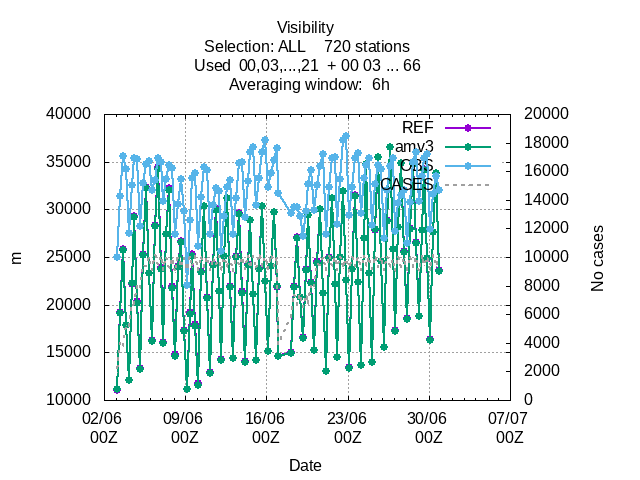 Visibility
Selection: ALL 720 stations
Used 00,03,...,21 + 00 03 ... 66
Averaging window: 6h
40000
35000
30000
25000
20000
15000
10000
m
20000
18000
16000
14000
12000
10000
8000
6000
4000
2000
0
No cases
REF
amv3
OBS
CASES
02/06 09/06 16/06 23/06 30/06 07/07
00Z 00Z 00Z 00Z 00Z 00Z
Date